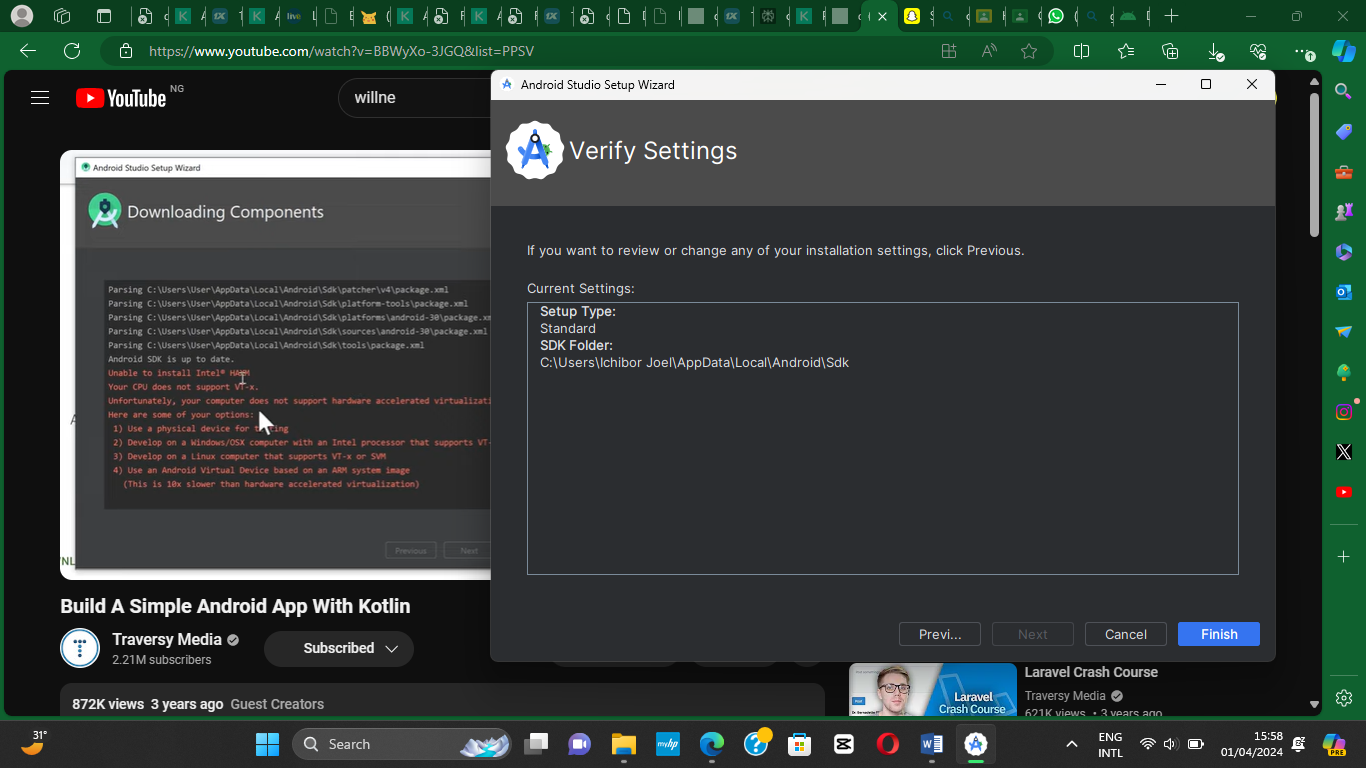 https://www.youtube.com/watch?v=BBWyXo-3JGQ&list=PPSV
YouTube NG
willne
Android Studio Setup Wizard
Verify Settings
If you want to review or change any of your installation settings, click Previous.
Current Settings:
Setup Type:
Standard
SDK Folder:
C:\Users\Ichibor Joel\AppData\Local\Android\Sdk
Previ...
Next
Cancel
Finish
Android Studio Setup Wizard
Downloading Components
Parsing C:\Users\User\AppData\Local\Android\Sdk\patcher\v4\package.xml
Parsing C:\Users\User\AppData\Local\Android\Sdk\platform-tools\package.xml
Parsing C:\Users\User\AppData\Local\Android\Sdk\platforms\android-30\package.xm
Parsing C:\Users\User\AppData\Local\Android\Sdk\sources\android-30\package.xml
Parsing C:\Users\User\AppData\Local\Android\Sdk\tools\package.xml
Android SDK is up to date.
Unable to install Intel® HAXM
Your CPU does not support VT-x.
Unfortunately, your computer does not support hardware accelerated virtualizati
Here are some of your options:
1) Use a physical device for testing
2) Develop on a Windows/OSX computer with an Intel processor that supports VT-
3) Develop on a Linux computer that supports VT-x or SVM
4) Use an Android Virtual Device based on an ARM system image
(This is 10x slower than hardware accelerated virtualization)
Previous
Next
Build A Simple Android App With Kotlin
Traversy Media
2.21M subscribers
Subscribed
872K views 3 years ago Guest Creators
Laravel
Crash Course
Laravel Crash Course
Traversy Media
621K views • 3 years ago
31°
Search
myhp
ENG
INTL
15:58
01/04/2024
PRE